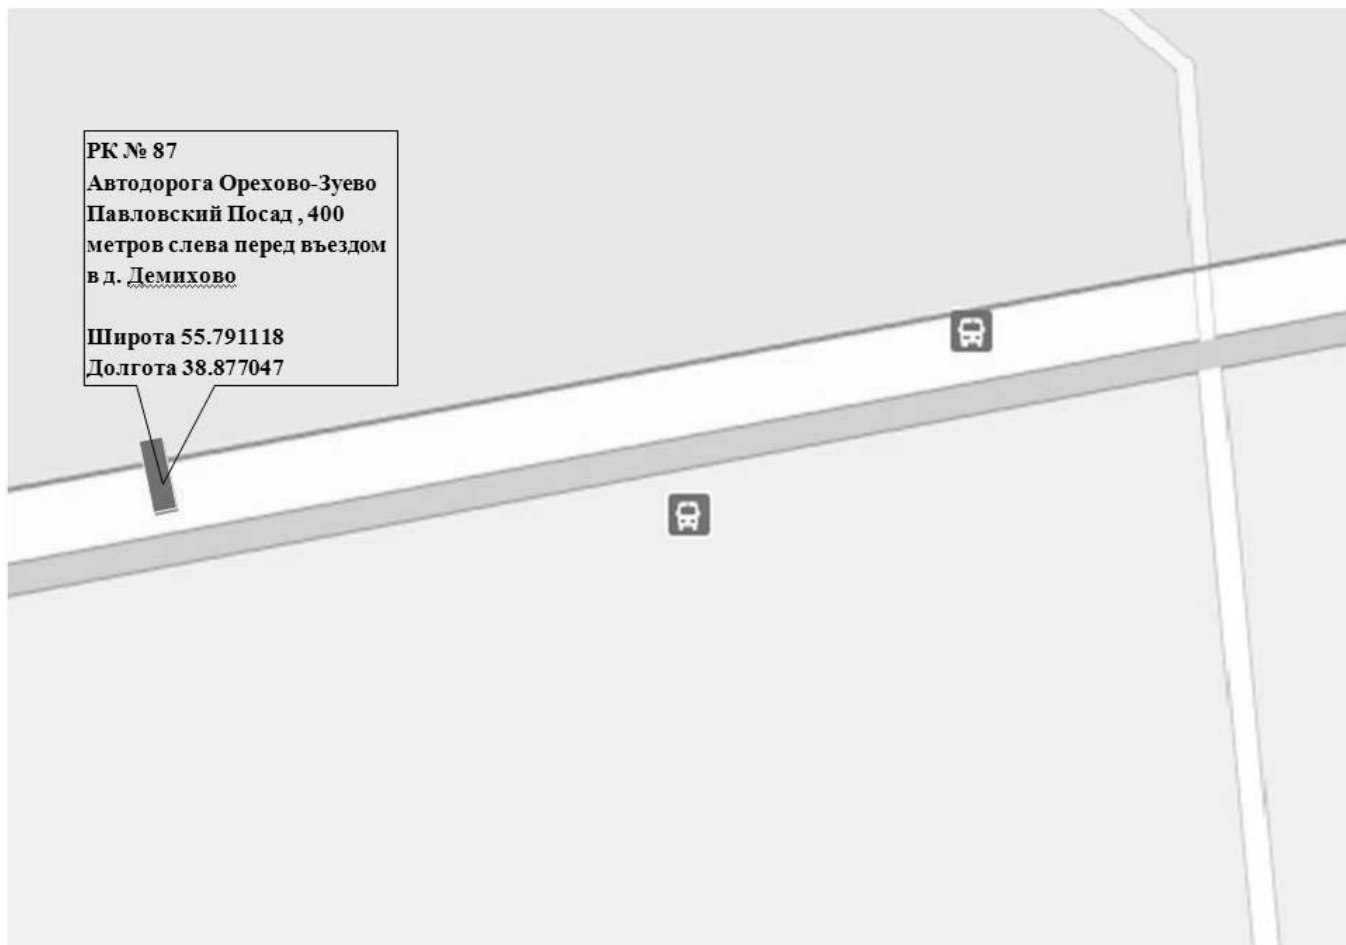 РК № 87
Автодорога Орехово-Зуево
Павловский Посад , 400
метров слева перед въездом
в д. Демихово
Широта 55.791118
Долгота 38.877047